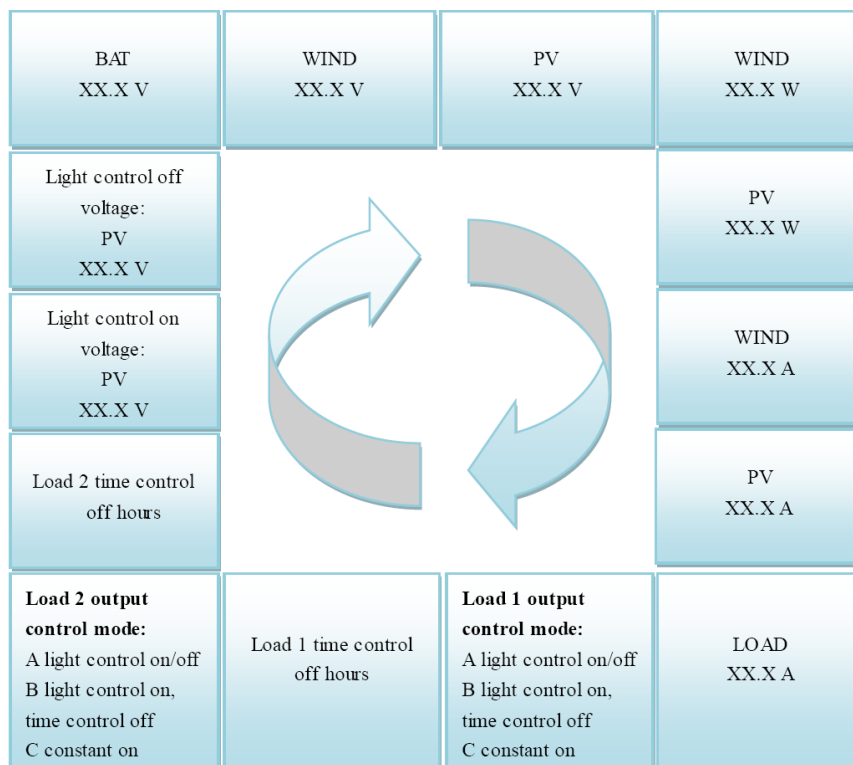 BAT
XX.X V
WIND
XX.X V
PV
XX.X V
WIND
XX.X W
Light control off
voltage:
PV
XX.X V
PV
XX.X W
Light control on
voltage:
PV
XX.X V
WIND
XX.X A
Load 2 time control
off hours
PV
XX.X A
Load 2 output
control mode:
A light control on/off
B light control on,
time control off
C constant on
Load 1 time control
off hours
Load 1 output
control mode:
A light control on/off
B light control on,
time control off
C constant on
LOAD
XX.X A